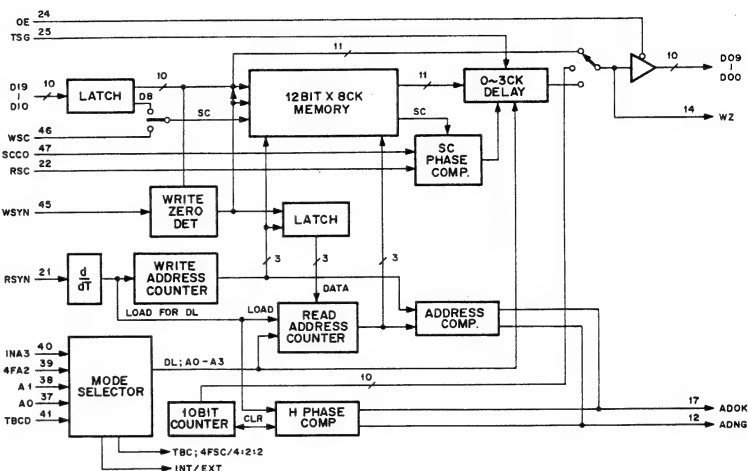 OE 24
TSG 25
11
10
10
DI9
|
DI0
10
LATCH
D8
SC
12BIT X 8CK
MEMORY
11
SC
0~3CK
DELAY
DO9
|
DO0
14
WZ
WSC 46
SCCO 47
RSC 22
SC
PHASE
COMP.
WSYN 45
WRITE
ZERO
DET
LATCH
3
3
3
DATA
RSYN 21
d
dT
WRITE
ADDRESS
COUNTER
LOAD FOR DL
LOAD
READ
ADDRESS
COUNTER
ADDRESS
COMP.
INA3 40
4FA2 39
A1 38
A0 37
TBCD 41
MODE
SELECTOR
DL; A0-A3
10
10BIT
COUNTER
CLR
H PHASE
COMP
17
ADOK
12
ADNG
TBC; 4FSC/4:2:2
INT/EXT